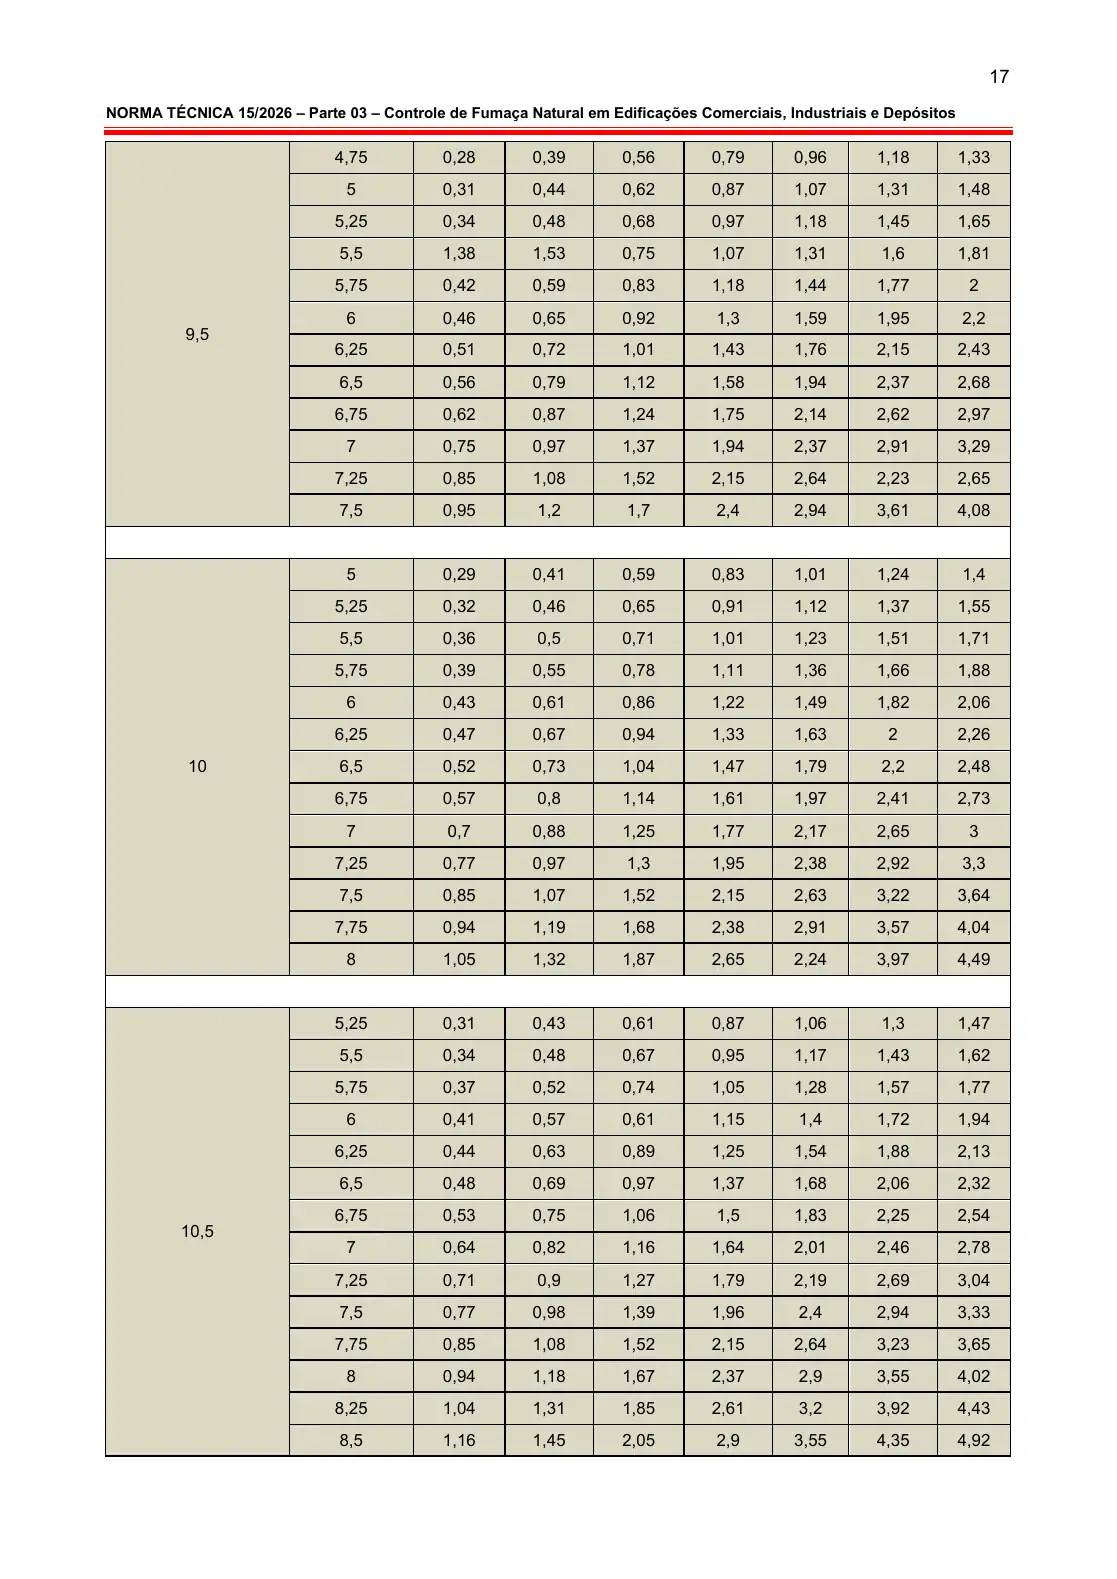 17
NORMA TÉCNICA 15/2026 – Parte 03 – Controle de Fumaça Natural em Edificações Comerciais, Industriais e Depósitos
9,5
4,75 0,28 0,39 0,56 0,79 0,96 1,18 1,33
5 0,31 0,44 0,62 0,87 1,07 1,31 1,48
5,25 0,34 0,48 0,68 0,97 1,18 1,45 1,65
5,5 1,38 1,53 0,75 1,07 1,31 1,6 1,81
5,75 0,42 0,59 0,83 1,18 1,44 1,77 2
6 0,46 0,65 0,92 1,3 1,59 1,95 2,2
6,25 0,51 0,72 1,01 1,43 1,76 2,15 2,43
6,5 0,56 0,79 1,12 1,58 1,94 2,37 2,68
6,75 0,62 0,87 1,24 1,75 2,14 2,62 2,97
7 0,75 0,97 1,37 1,94 2,37 2,91 3,29
7,25 0,85 1,08 1,52 2,15 2,64 2,23 2,65
7,5 0,95 1,2 1,7 2,4 2,94 3,61 4,08
10
5 0,29 0,41 0,59 0,83 1,01 1,24 1,4
5,25 0,32 0,46 0,65 0,91 1,12 1,37 1,55
5,5 0,36 0,5 0,71 1,01 1,23 1,51 1,71
5,75 0,39 0,55 0,78 1,11 1,36 1,66 1,88
6 0,43 0,61 0,86 1,22 1,49 1,82 2,06
6,25 0,47 0,67 0,94 1,33 1,63 2 2,26
6,5 0,52 0,73 1,04 1,47 1,79 2,2 2,48
6,75 0,57 0,8 1,14 1,61 1,97 2,41 2,73
7 0,7 0,88 1,25 1,77 2,17 2,65 3
7,25 0,77 0,97 1,3 1,95 2,38 2,92 3,3
7,5 0,85 1,07 1,52 2,15 2,63 3,22 3,64
7,75 0,94 1,19 1,68 2,38 2,91 3,57 4,04
8 1,05 1,32 1,87 2,65 2,24 3,97 4,49
10,5
5,25 0,31 0,43 0,61 0,87 1,06 1,3 1,47
5,5 0,34 0,48 0,67 0,95 1,17 1,43 1,62
5,75 0,37 0,52 0,74 1,05 1,28 1,57 1,77
6 0,41 0,57 0,61 1,15 1,4 1,72 1,94
6,25 0,44 0,63 0,89 1,25 1,54 1,88 2,13
6,5 0,48 0,69 0,97 1,37 1,68 2,06 2,32
6,75 0,53 0,75 1,06 1,5 1,83 2,25 2,54
7 0,64 0,82 1,16 1,64 2,01 2,46 2,78
7,25 0,71 0,9 1,27 1,79 2,19 2,69 3,04
7,5 0,77 0,98 1,39 1,96 2,4 2,94 3,33
7,75 0,85 1,08 1,52 2,15 2,64 3,23 3,65
8 0,94 1,18 1,67 2,37 2,9 3,55 4,02
8,25 1,04 1,31 1,85 2,61 3,2 3,92 4,43
8,5 1,16 1,45 2,05 2,9 3,55 4,35 4,92